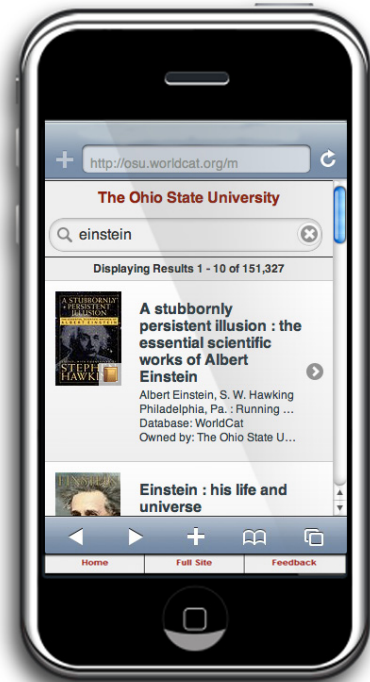 http://osu.worldcat.org/m
The Ohio State University
einstein
Displaying Results 1 - 10 of 151,327
A STUBBORNLY
PERSISTENT
ILLUSION
ALBERT EINSTEIN
STEPHEN
HAWKING
A stubbornly
persistent illusion : the
essential scientific
works of Albert
Einstein
Albert Einstein, S. W. Hawking
Philadelphia, Pa. : Running ...
Database: WorldCat
Owned by: The Ohio State U...
EINSTEIN
Einstein : his life and
universe
Home
Full Site
Feedback